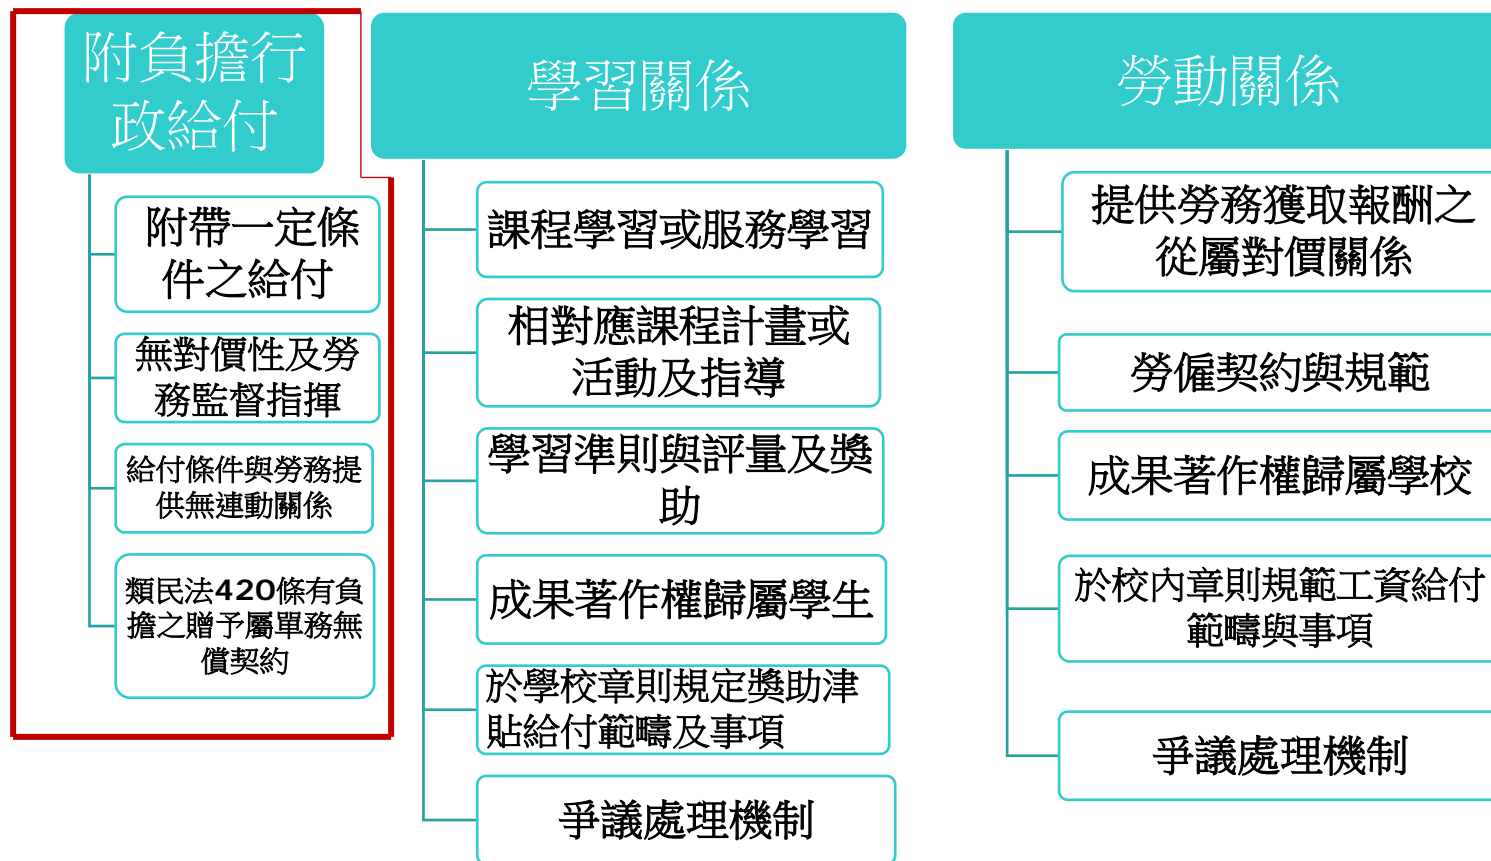 附負擔行
政給付
附帶一定條
件之給付
無對價性及勞
務監督指揮
給付條件與勞務提
供無連動關係
類民法420條有負
擔之贈予屬單務無
償契約
學習關係
課程學習或服務學習
相對應課程計畫或
活動及指導
學習準則與評量及獎
助
成果著作權歸屬學生
於學校章則規定獎助津
貼給付範疇及事項
爭議處理機制
勞動關係
提供勞務獲取報酬之
從屬對價關係
勞僱契約與規範
成果著作權歸屬學校
於校內章則規範工資給付
範疇與事項
爭議處理機制